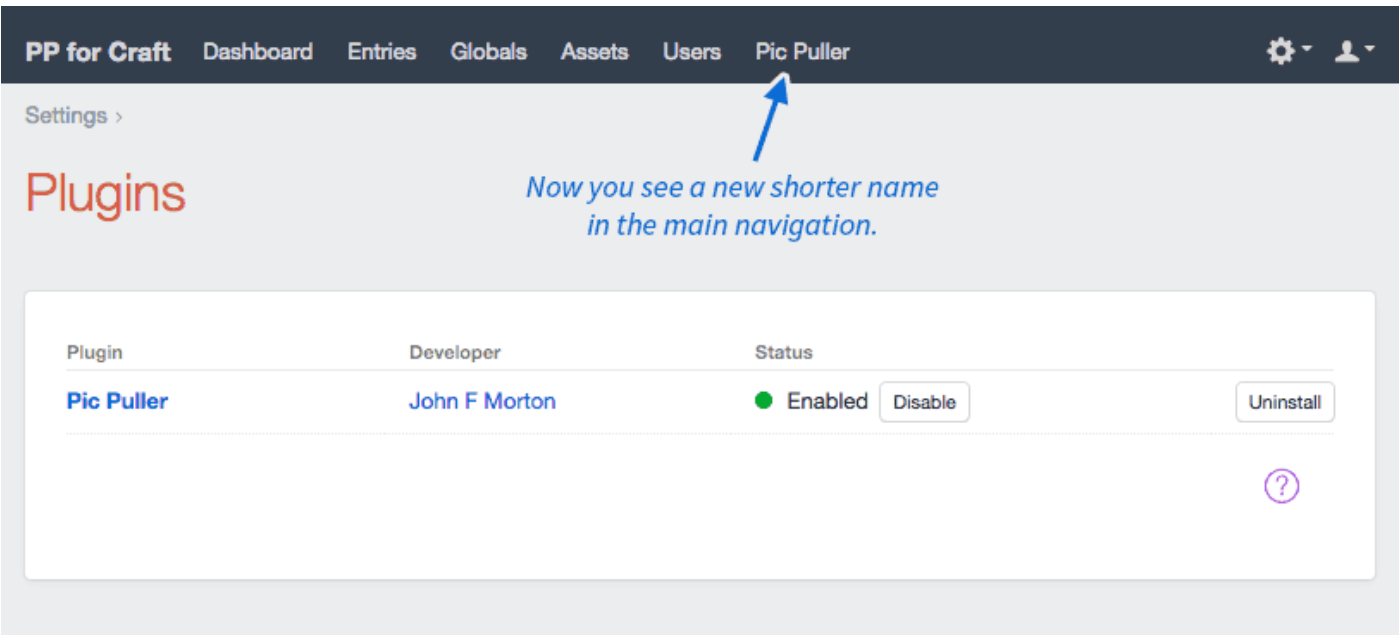 PP for Craft Dashboard Entries Globals Assets Users Pic Puller
Settings ›
Plugins
Now you see a new shorter name
in the main navigation.
Plugin Developer Status
Pic Puller John F Morton Enabled Disable Uninstall
?